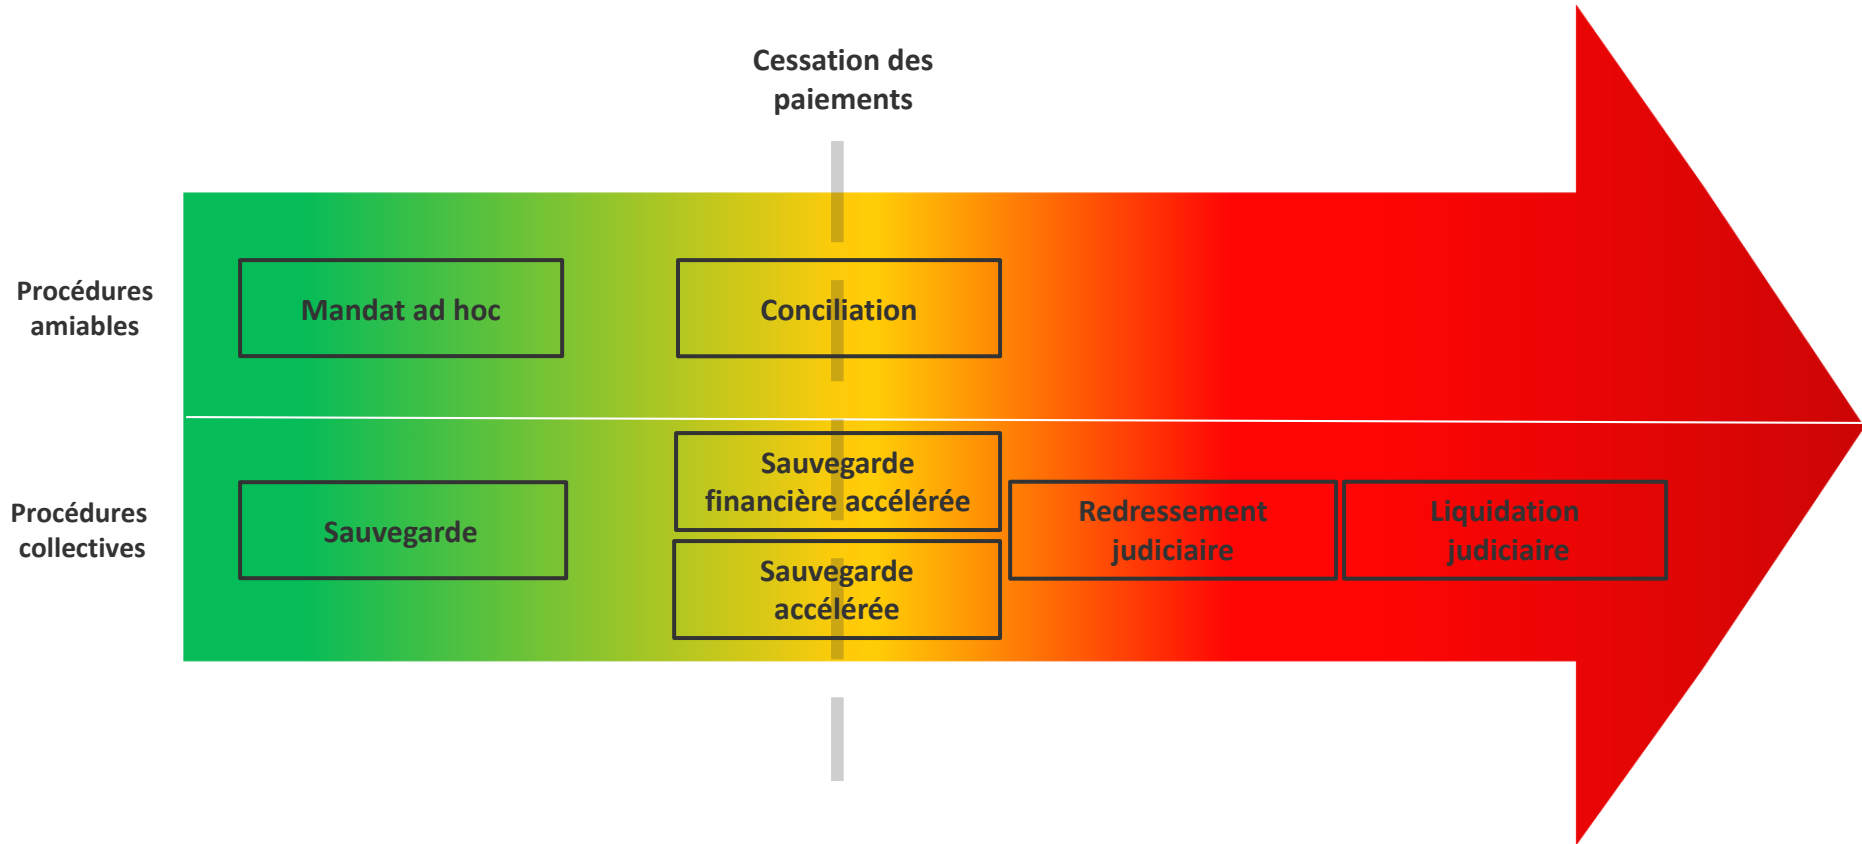 Cessation des
paiements
Procédures
amiables
Mandat ad hoc
Conciliation
Procédures
collectives
Sauvegarde
Sauvegarde
financière accélérée
Sauvegarde
accélérée
Redressement
judiciaire
Liquidation
judiciaire